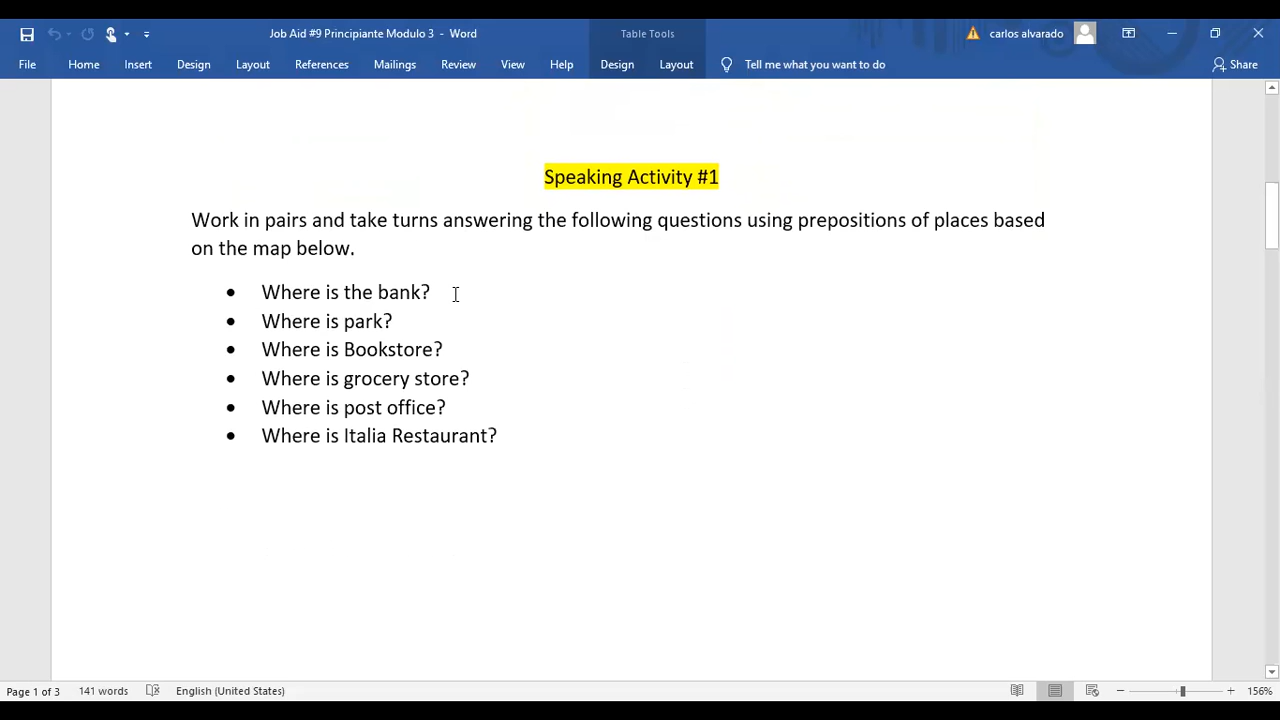 Job Aid #9 Principiante Modulo 3 - Word
Table Tools
carlos alvarado
File Home Insert Design Layout References Mailings Review View Help Design Layout Tell me what you want to do Share
Speaking Activity #1
Work in pairs and take turns answering the following questions using prepositions of places based
on the map below.
• Where is the bank?
• Where is park?
• Where is Bookstore?
• Where is grocery store?
• Where is post office?
• Where is Italia Restaurant?
Page 1 of 3 141 words English (United States) 156%